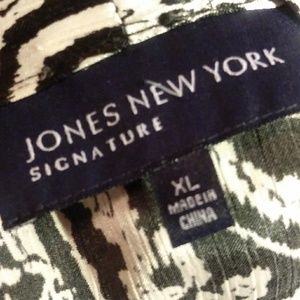 JONES NEW YORK
SIGNATURE
XL
MADE IN
CHINA